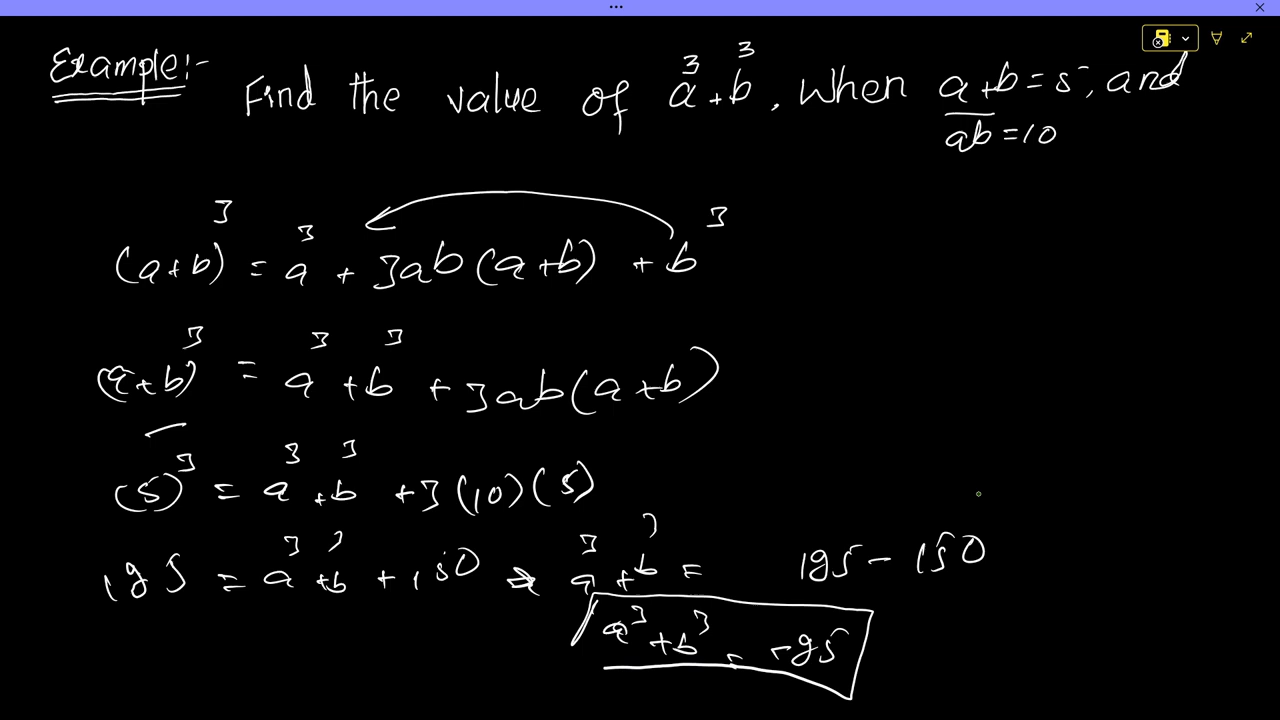 Example:-
Find the value of a³+b³, when a+b=5, and
ab=10
(a+b)³ = a³ + 3ab(a+b) + b³
(a+b)³ = a³ + b³ + 3ab(a+b)
(5)³ = a³ + b³ + 3(10)(5)
125 = a³ + b³ + 150 → a³ + b³ = 125 - 150
a³ + b³ = -25